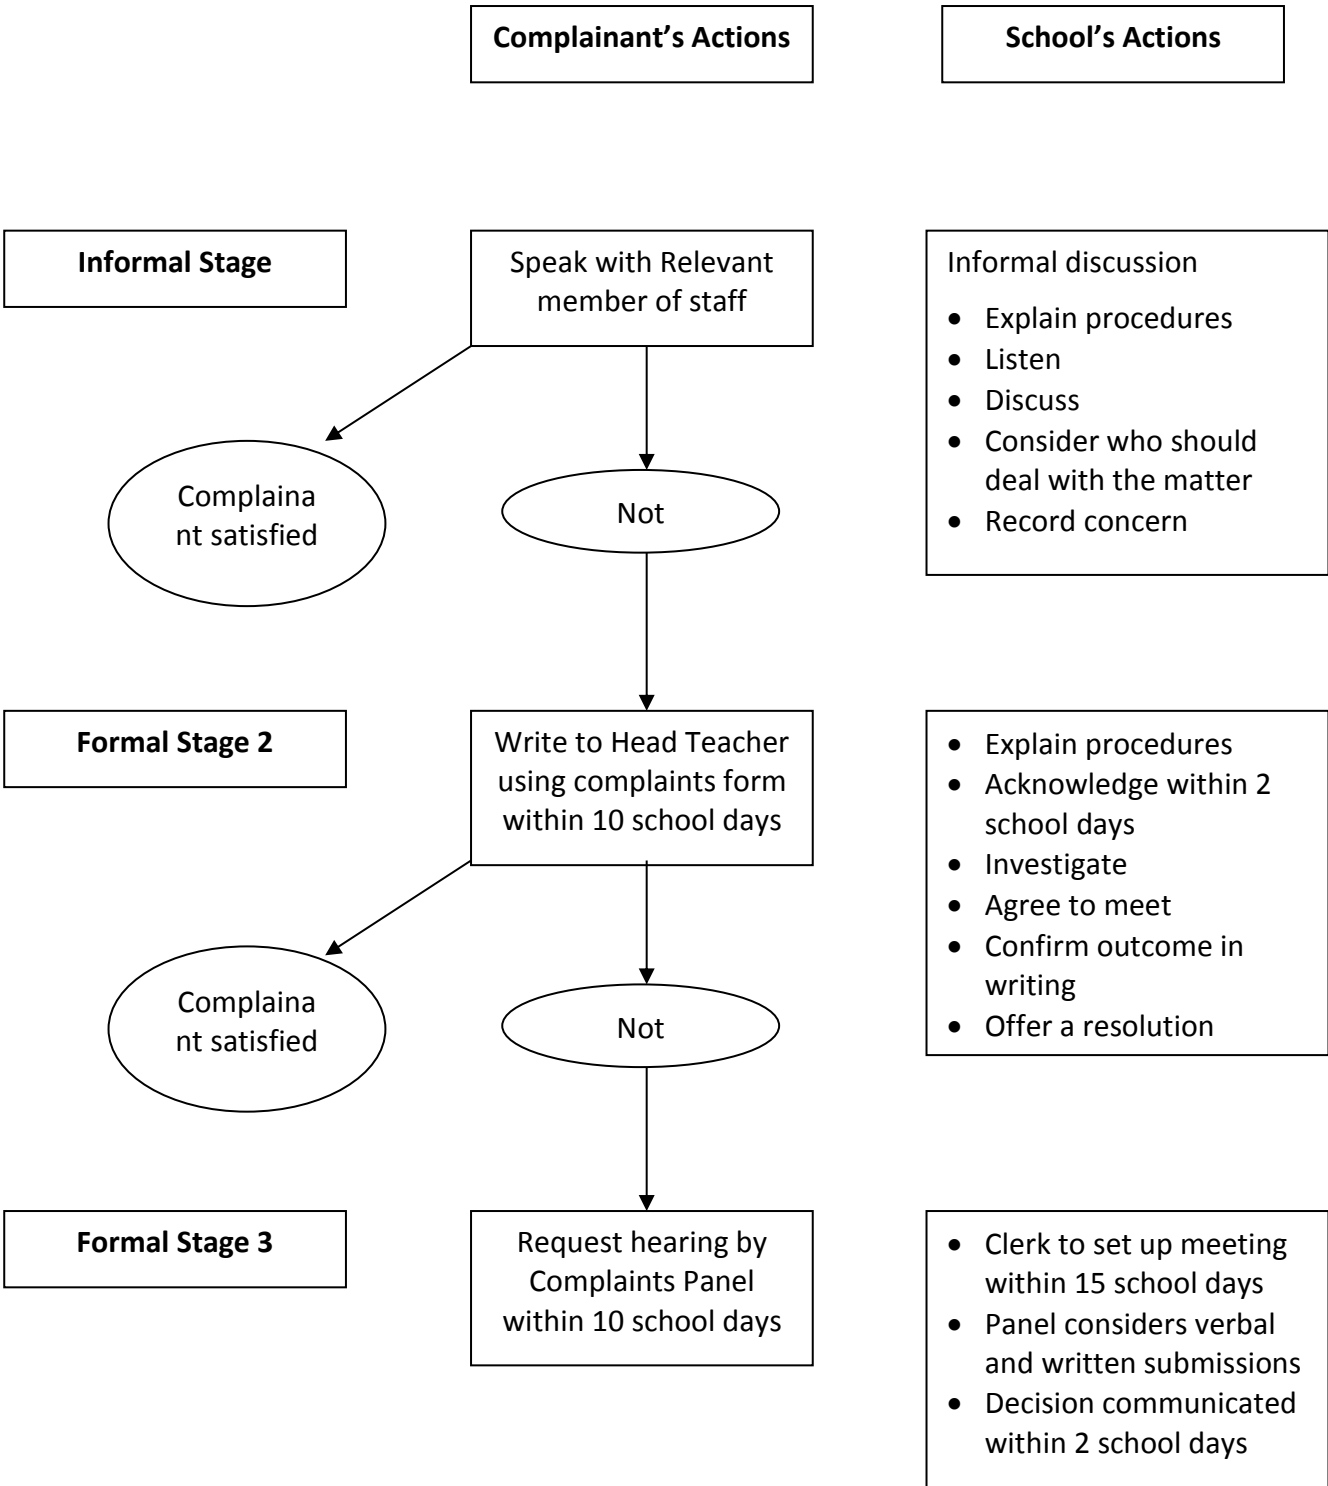 Complainant’s Actions
School’s Actions
Informal Stage
Speak with Relevant
member of staff
Informal discussion
• Explain procedures
• Listen
• Discuss
• Consider who should
deal with the matter
• Record concern
Complaina
nt satisfied
Not
Formal Stage 2
Write to Head Teacher
using complaints form
within 10 school days
• Explain procedures
• Acknowledge within 2
school days
• Investigate
• Agree to meet
• Confirm outcome in
writing
• Offer a resolution
Complaina
nt satisfied
Not
Formal Stage 3
Request hearing by
Complaints Panel
within 10 school days
• Clerk to set up meeting
within 15 school days
• Panel considers verbal
and written submissions
• Decision communicated
within 2 school days